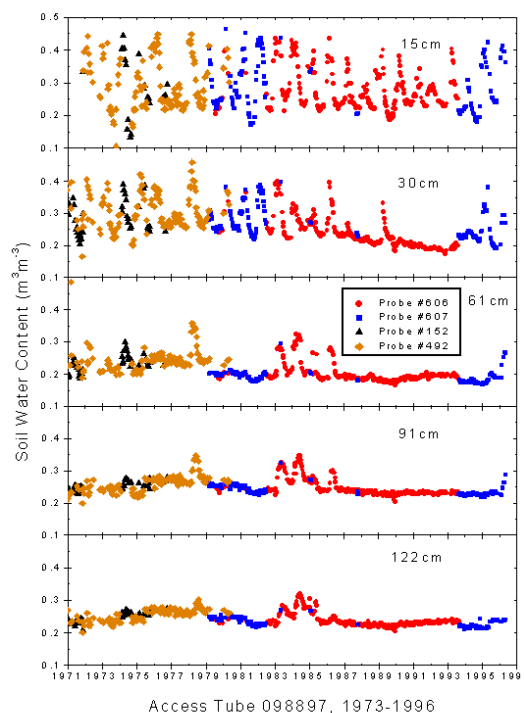 0.5
15cm
0.4
0.3
0.2
0.1
30cm
0.4
0.3
0.2
0.1
61cm
Probe #606
Probe #607
Probe #152
Probe #492
0.4
0.3
0.2
0.1
91cm
0.4
0.3
0.2
0.1
122cm
0.4
0.3
0.2
0.1
Soil Water Content (m³m⁻³)
1971 1973 1975 1977 1979 1981 1983 1985 1987 1989 1991 1993 1995 199
Access Tube 098897, 1973-1996